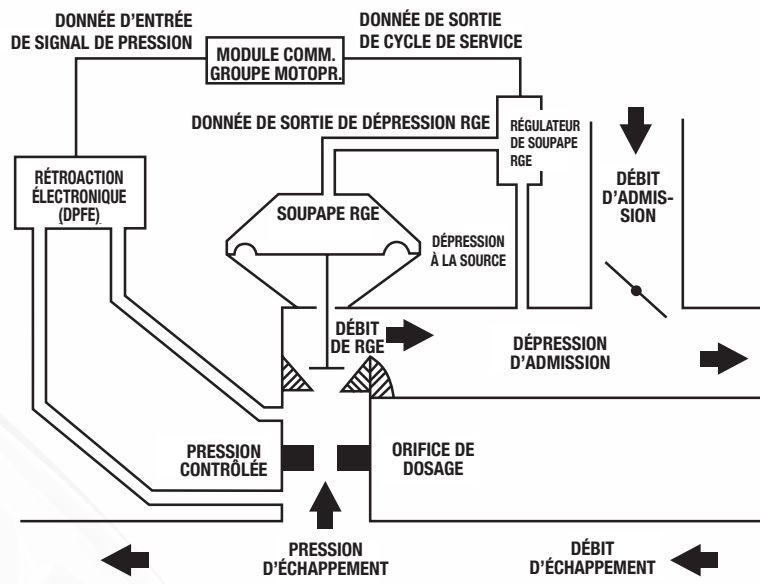 DONNÉE D'ENTRÉE
DE SIGNAL DE PRESSION
MODULE COMM.
GROUPE MOTOPR.
DONNÉE DE SORTIE
DE CYCLE DE SERVICE
DONNÉE DE SORTIE DE DÉPRESSION RGE
RÉGULATEUR
DE SOUPAPE
RGE
RÉTROACTION
ÉLECTRONIQUE
(DPFE)
SOUPAPE RGE
DÉBIT
D'ADMIS-
SION
DÉPRESSION
À LA SOURCE
DÉBIT
DE RGE
DÉPRESSION
D'ADMISSION
PRESSION
CONTRÔLÉE
ORIFICE DE
DOSAGE
PRESSION
D'ÉCHAPPEMENT
DÉBIT
D'ÉCHAPPEMENT